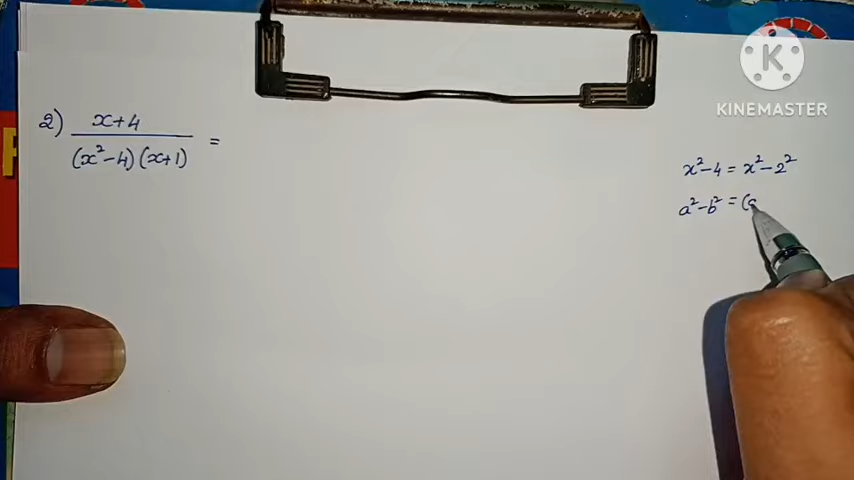 2) x+4 / (x²-4)(x+1) =
x²-4 = x²-2²
a²-b² = (a
KINEMASTER